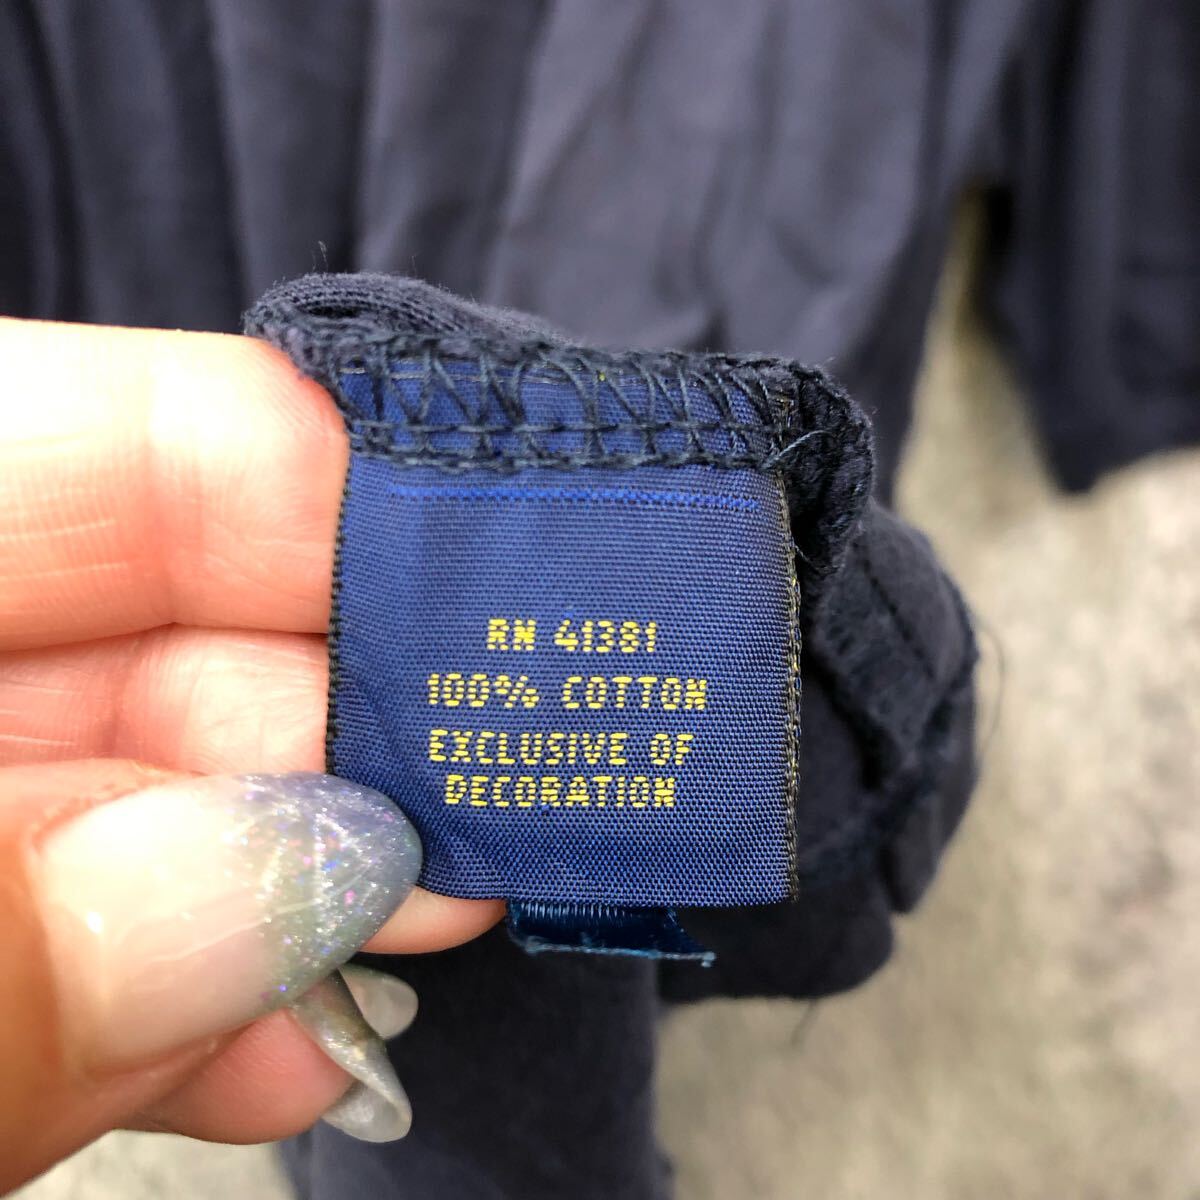 RN 41381
100% COTTON
EXCLUSIVE OF
DECORATION